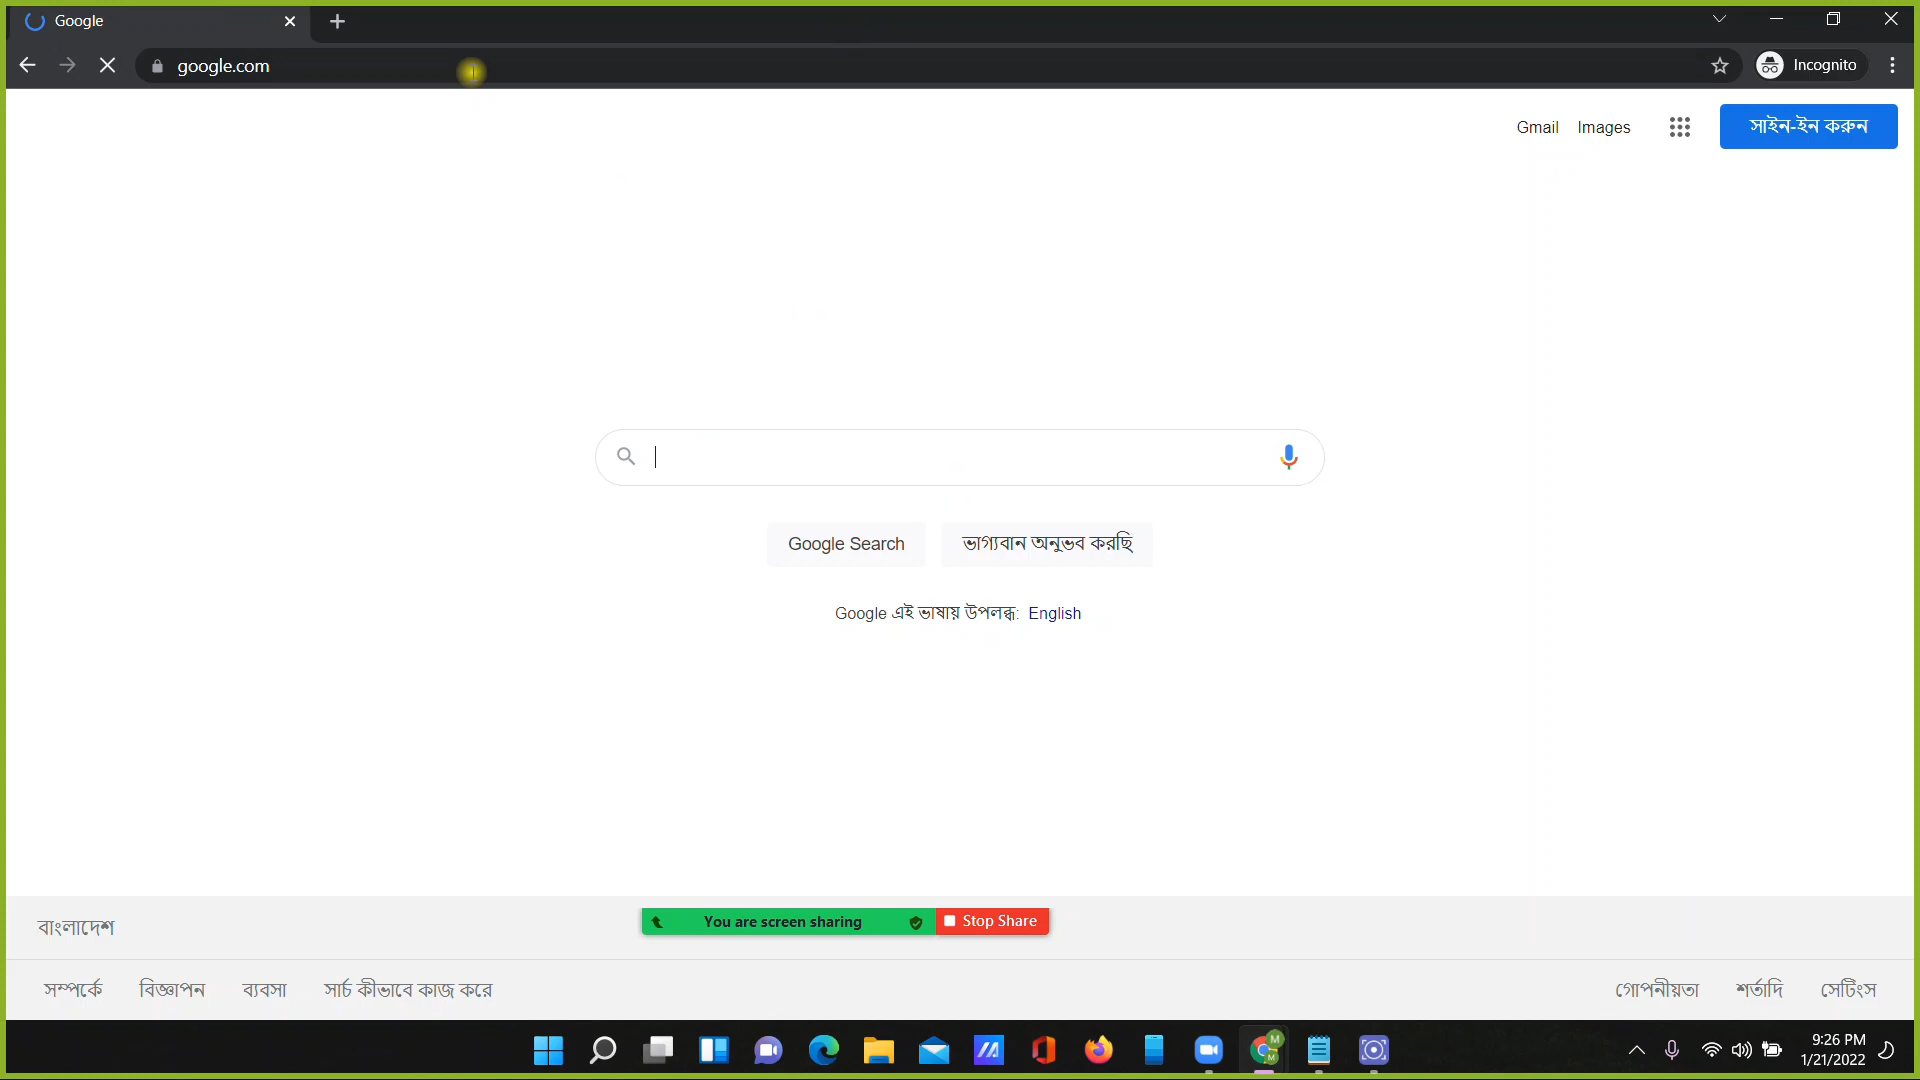 Google
google.com
Incognito
Gmail Images
সাইন-ইন করুন
Google Search ভাগ্যবান অনুভব করছি
Google এই ভাষায় উপলব্ধ: English
বাংলাদেশ
You are screen sharing Stop Share
সম্পর্কে বিজ্ঞাপন ব্যবসা সার্চ কীভাবে কাজ করে গোপনীয়তা শর্তাদি সেটিংস
M
M
9:26 PM
1/21/2022